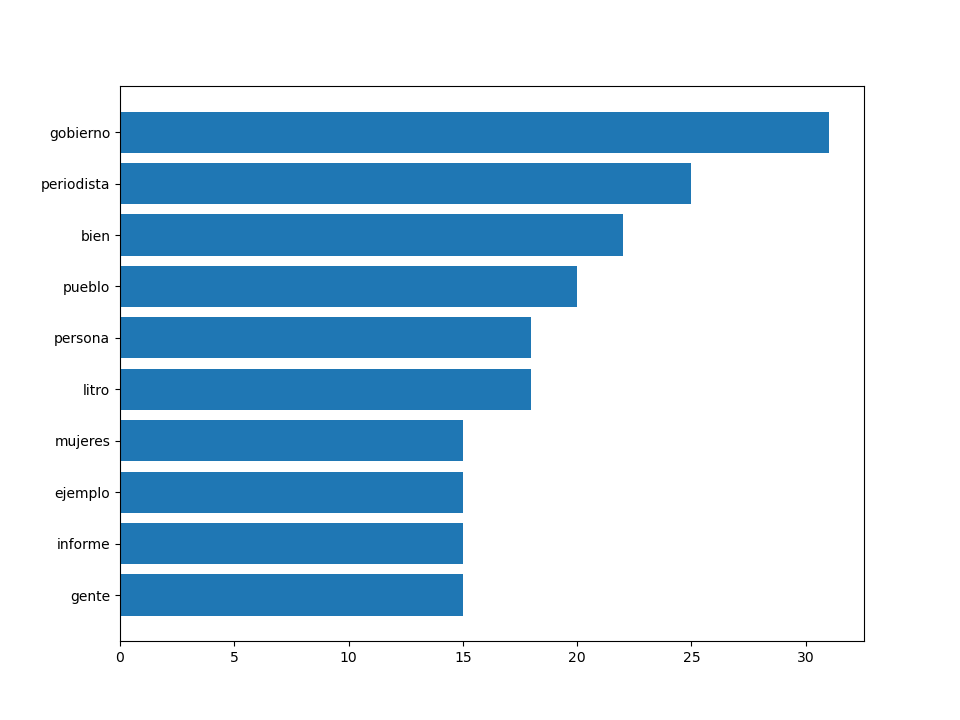 gobierno
periodista
bien
pueblo
persona
litro
mujeres
ejemplo
informe
gente
0 5 10 15 20 25 30